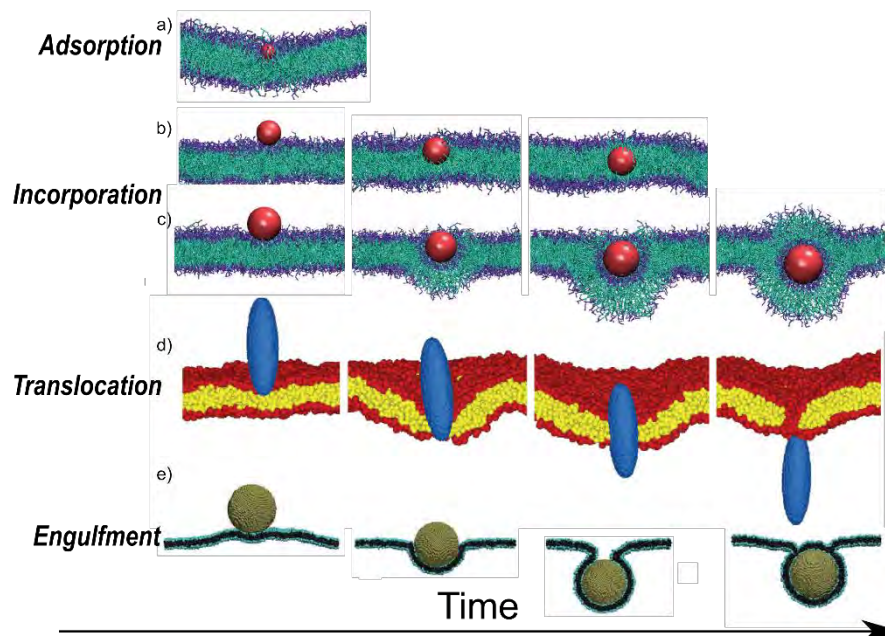 a)
Adsorption
b)
Incorporation
c)
d)
Translocation
e)
Engulfment
Time